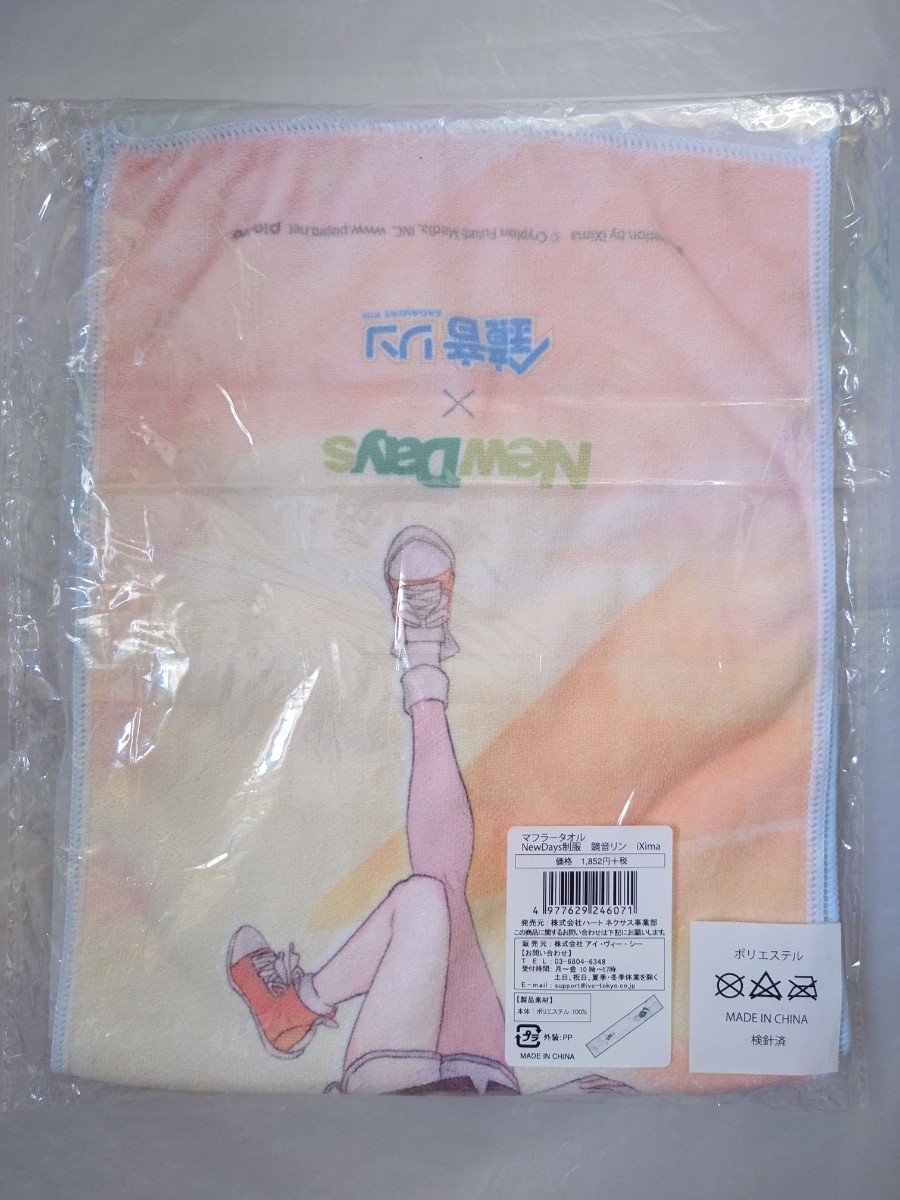 ation by iXima © Crypton Future Media, INC. www.piapro.net
鏡音リン
KAGAMINE RIN
×
NewDays
マフラータオル
NewDays制服 鏡音リン iXima
価格 1,852円+税
4 977629 246071
発売元:株式会社ハート ネクサス事業部
この商品に関するお問い合わせは下記にお願いします。
販売元:株式会社 アイ・ヴィー・シー
【お問い合わせ】
TEL:03-6804-6348
受付時間:月〜金 10時〜17時
土日、祝日、夏季・冬季休業を除く
E-mail:support@ivc-tokyo.co.jp
【製品素材】
本体:ポリエステル 100%
プラ 外装:PP
MADE IN CHINA
ポリエステル
MADE IN CHINA
検針済